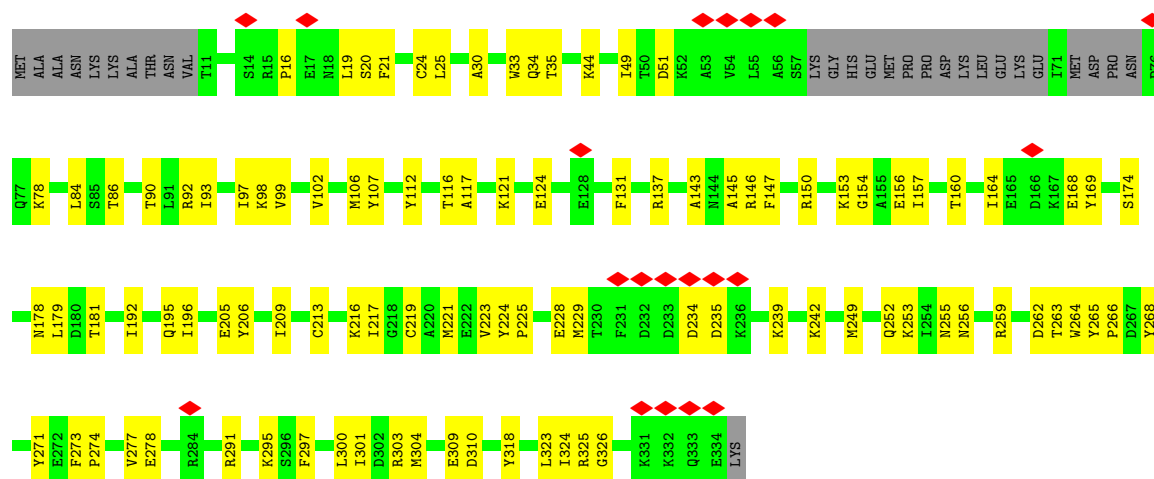 MET ALA ALA ASN LYS LYS ALA THR ASN VAL T11 S14 R15 P16 E17 N18 L19 S20 F21 C24 L25 A30 W33 Q34 T35 K44 I49 T50 D51 K52 A53 V54 L55 A56 S57 LYS GLY HIS GLU MET PRO PRO ASP LYS LEU GLU LYS GLU I71 MET ASP PRO ASN
Q77 K78 L84 S85 T86 T90 L91 R92 I93 I97 K98 V99 V102 M106 Y107 Y112 T116 A117 K121 E124 E128 F131 R137 A143 N144 A145 R146 F147 R150 K153 G154 A155 E156 I157 T160 I164 E165 D166 K167 E168 Y169 S174
N178 L179 D180 T181 I192 Q195 I196 E205 Y206 I209 C213 K216 I217 G218 C219 A220 M221 E222 V223 Y224 P225 E228 M229 T230 F231 D232 D233 D234 D235 K236 K239 K242 M249 Q252 K253 I254 N255 N256 R259 D262 T263 W264 Y265 P266 D267 Y268
Y271 E272 F273 P274 V277 E278 R284 R291 K295 S296 F297 L300 I301 D302 R303 M304 E309 D310 Y318 L323 I324 R325 G326 K331 K332 Q333 E334 LYS